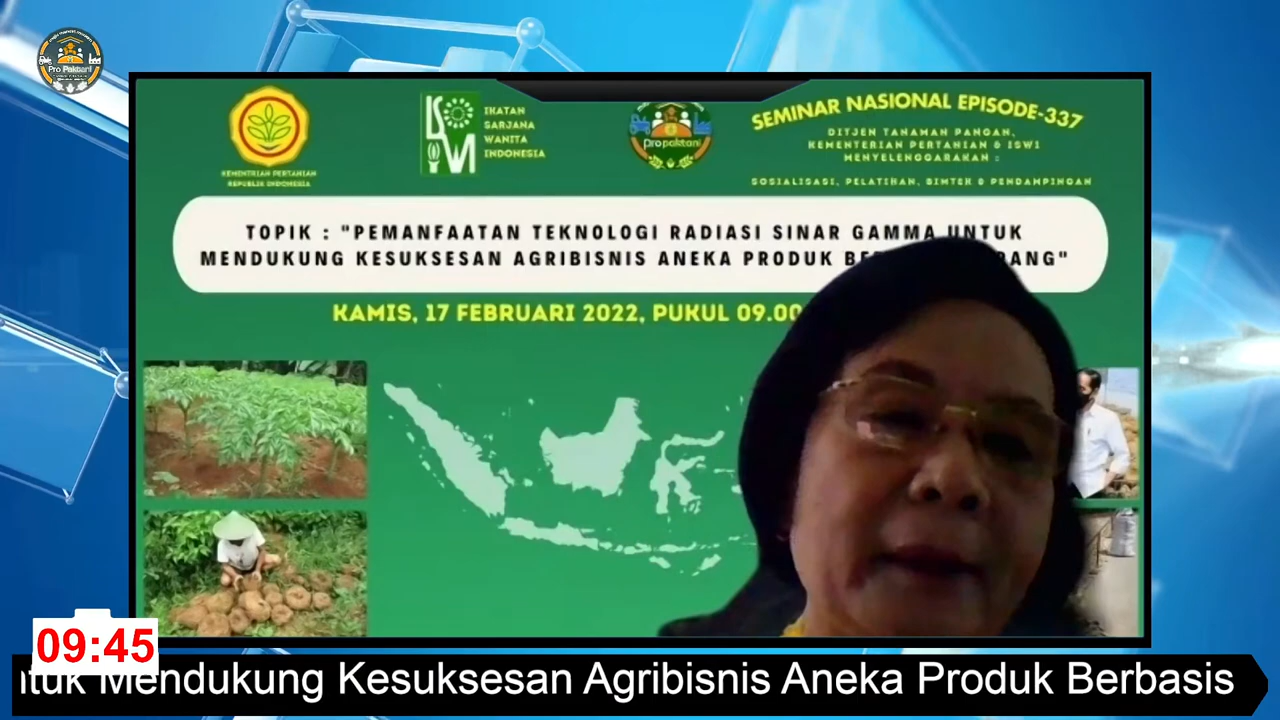 Pro Paktani
KEMENTRIAN PERTANIAN
REPUBLIK INDONESIA
IKATAN
SARJANA
WANITA
INDONESIA
propaktani
SEMINAR NASIONAL EPISODE-337
DITJEN TANAMAN PANGAN,
KEMENTERIAN PERTANIAN & ISWI
MENYELENGGARAKAN :
SOSIALISASI, PELATIHAN, BIMTEK & PENDAMPINGAN
TOPIK : "PEMANFAATAN TEKNOLOGI RADIASI SINAR GAMMA UNTUK
MENDUKUNG KESUKSESAN AGRIBISNIS ANEKA PRODUK
KAMIS, 17 FEBRUARI 2022, PUKUL 09.00
09:45
ntuk Mendukung Kesuksesan Agribisnis Aneka Produk Berbasis